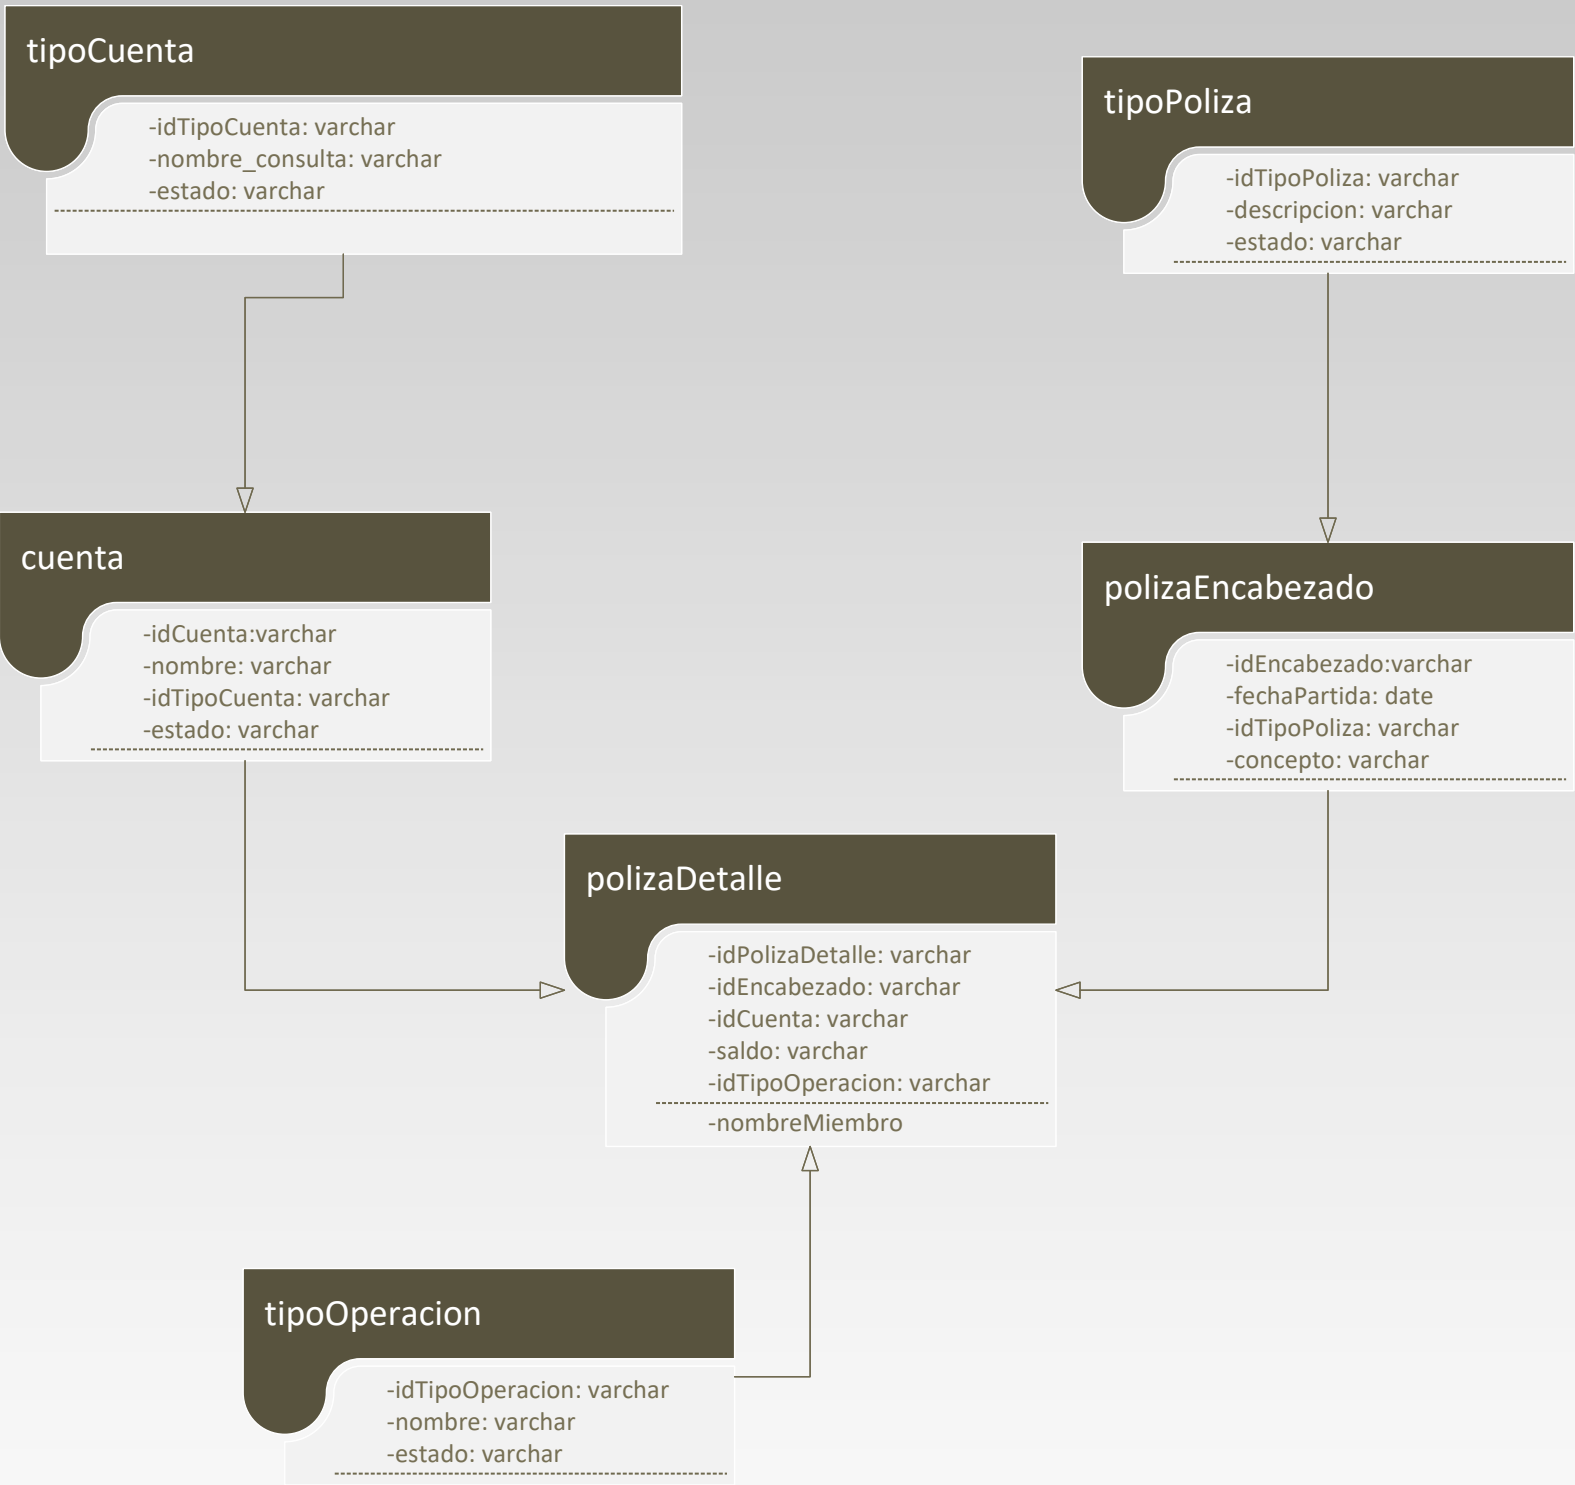 tipoCuenta
-idTipoCuenta: varchar
-nombre_consulta: varchar
-estado: varchar
tipoPoliza
-idTipoPoliza: varchar
-descripcion: varchar
-estado: varchar
cuenta
-idCuenta:varchar
-nombre: varchar
-idTipoCuenta: varchar
-estado: varchar
polizaEncabezado
-idEncabezado:varchar
-fechaPartida: date
-idTipoPoliza: varchar
-concepto: varchar
polizaDetalle
-idPolizaDetalle: varchar
-idEncabezado: varchar
-idCuenta: varchar
-saldo: varchar
-idTipoOperacion: varchar
-nombreMiembro
tipoOperacion
-idTipoOperacion: varchar
-nombre: varchar
-estado: varchar